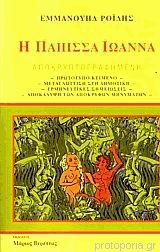 ΕΜΜΑΝΟΥΗΛ ΡΟΪΔΗΣ
Η ΠΑΠΙΣΣΑ ΙΩΑΝΝΑ
ΑΠΟΚΡΥΠΤΟΓΡΑΦΗΜΕΝΗ
- ΠΡΩΤΟΤΥΠΟ ΚΕΙΜΕΝΟ -
- ΜΕΤΑΓΛΩΤΤΙΣΗ ΣΤΗ ΔΗΜΟΤΙΚΗ -
- ΕΡΜΗΝΕΥΤΙΚΕΣ ΣΗΜΕΙΩΣΕΙΣ -
- ΑΠΟΚΑΛΥΨΗ ΤΩΝ ΑΠΟΚΡΥΦΩΝ ΜΗΝΥΜΑΤΩΝ -
Μάριος Βερέττας
protoporia.gr